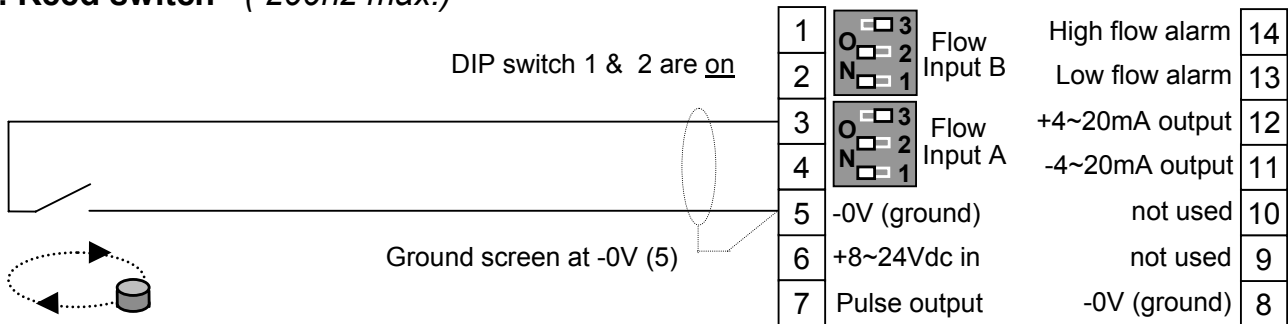 Reed switch (200hz max.)
DIP switch 1 & 2 are on
Ground screen at -0V (5)
1
2
3
4
5
6
7
O
N
3
2
1
Flow
Input B
O
N
3
2
1
Flow
Input A
-0V (ground)
+8~24Vdc in
Pulse output
High flow alarm 14
Low flow alarm 13
+4~20mA output 12
-4~20mA output 11
not used 10
not used 9
-0V (ground) 8